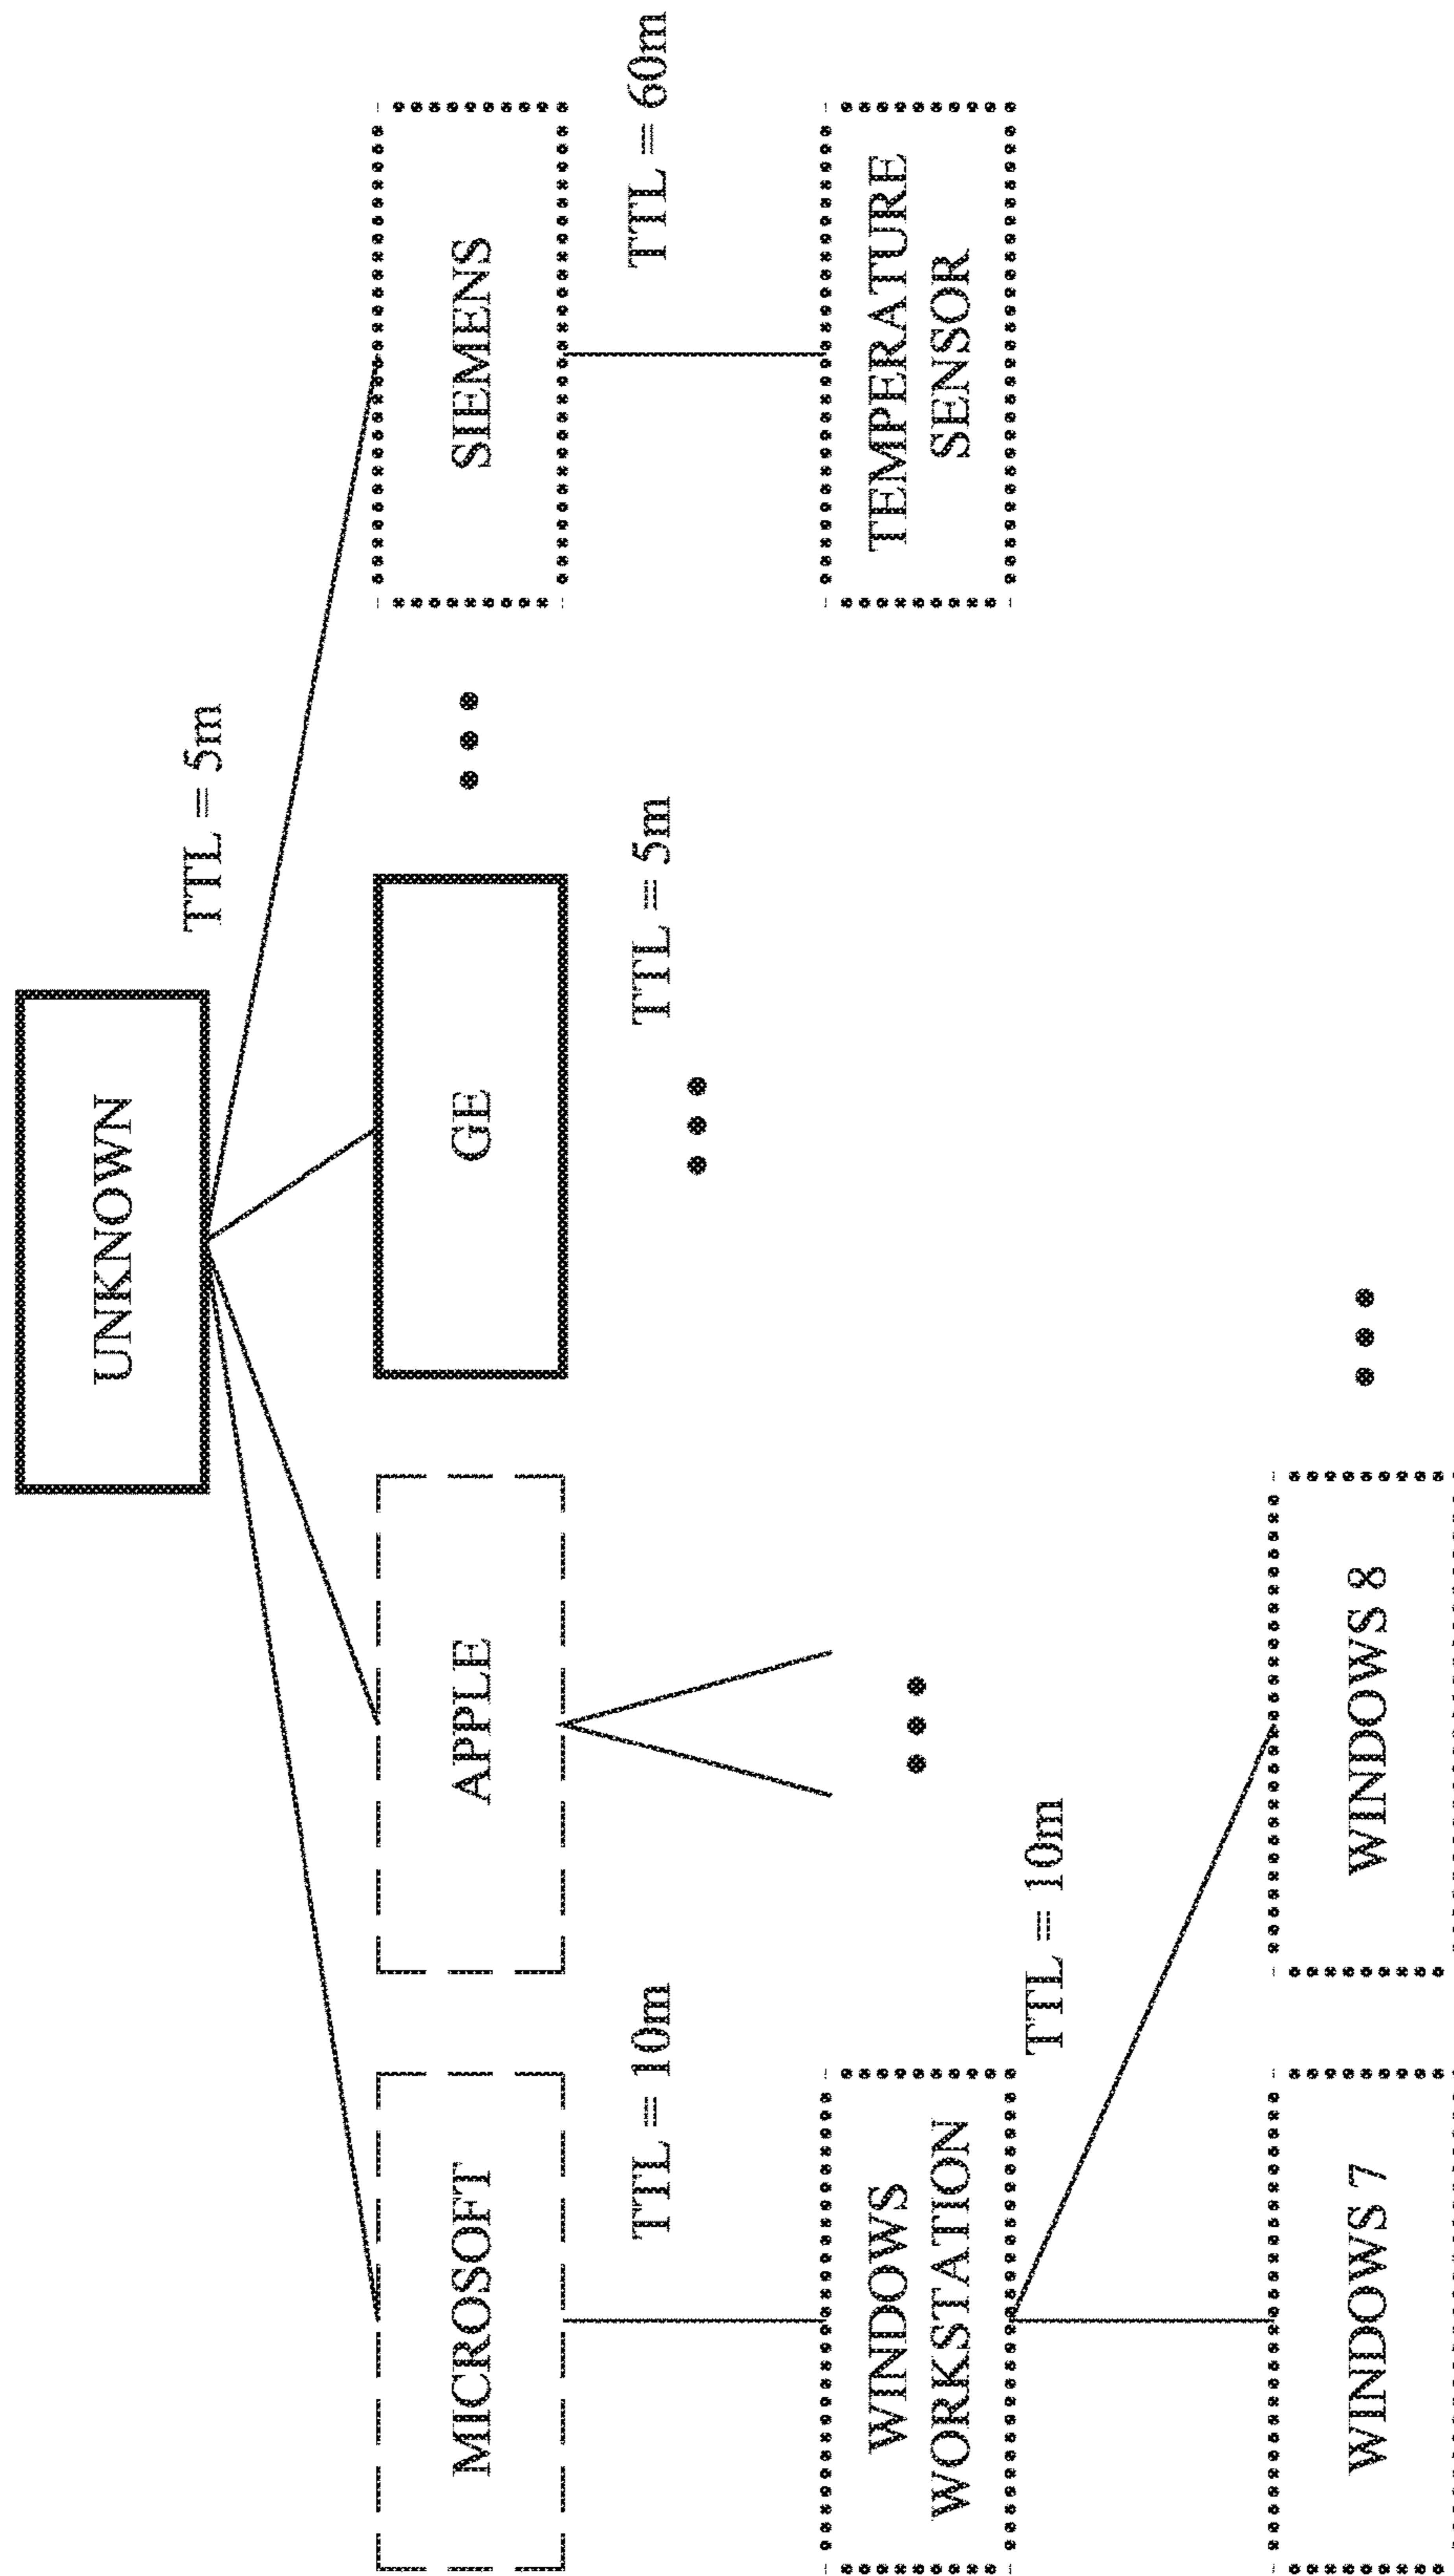 UNKNOWN
TTL = 5m
MICROSOFT
APPLE
GE
SIEMENS
TTL = 10m
TTL = 5m
TTL = 60m
WINDOWS
WORKSTATION
TEMPERATURE
SENSOR
TTL = 10m
WINDOWS 7
WINDOWS 8